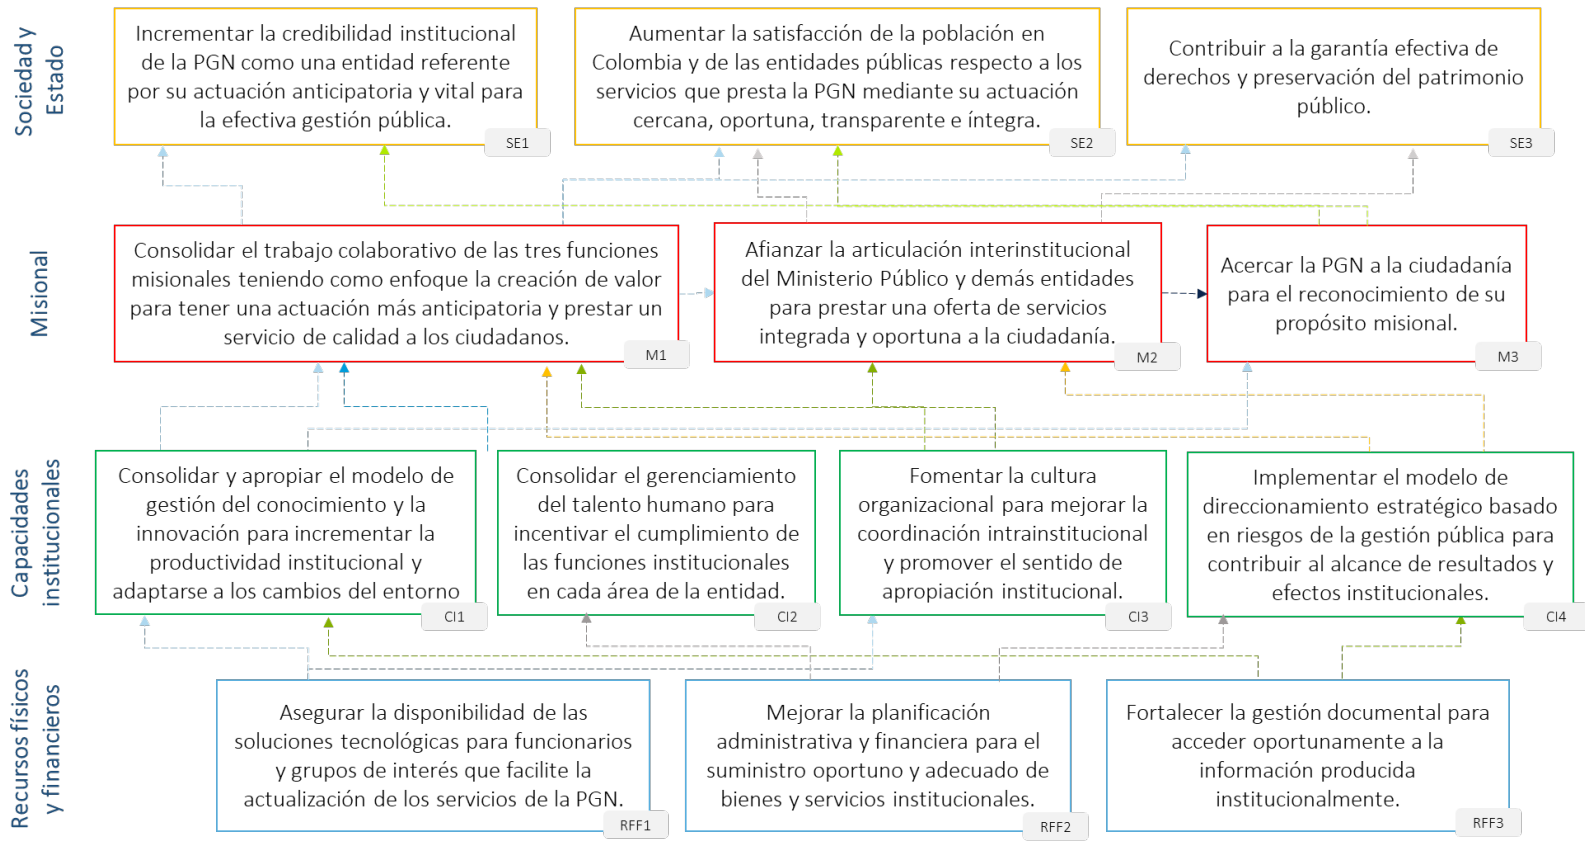 Sociedad y
Estado
Incrementar la credibilidad institucional
de la PGN como una entidad referente
por su actuación anticipatoria y vital para
la efectiva gestión pública.
SE1
Aumentar la satisfacción de la población en
Colombia y de las entidades públicas respecto a los
servicios que presta la PGN mediante su actuación
cercana, oportuna, transparente e íntegra.
SE2
Contribuir a la garantía efectiva de
derechos y preservación del patrimonio
público.
SE3
Misional
Consolidar el trabajo colaborativo de las tres funciones
misionales teniendo como enfoque la creación de valor
para tener una actuación más anticipatoria y prestar un
servicio de calidad a los ciudadanos.
M1
Afianzar la articulación interinstitucional
del Ministerio Público y demás entidades
para prestar una oferta de servicios
integrada y oportuna a la ciudadanía.
M2
Acercar la PGN a la ciudadanía
para el reconocimiento de su
propósito misional.
M3
Capacidades
institucionales
Consolidar y apropiar el modelo de
gestión del conocimiento y la
innovación para incrementar la
productividad institucional y
adaptarse a los cambios del entorno
CI1
Consolidar el gerenciamiento
del talento humano para
incentivar el cumplimiento de
las funciones institucionales
en cada área de la entidad.
CI2
Fomentar la cultura
organizacional para mejorar la
coordinación intrainstitucional
y promover el sentido de
apropiación institucional.
CI3
Implementar el modelo de
direccionamiento estratégico basado
en riesgos de la gestión pública para
contribuir al alcance de resultados y
efectos institucionales.
CI4
Recursos físicos
y financieros
Asegurar la disponibilidad de las
soluciones tecnológicas para funcionarios
y grupos de interés que facilite la
actualización de los servicios de la PGN.
RFF1
Mejorar la planificación
administrativa y financiera para el
suministro oportuno y adecuado de
bienes y servicios institucionales.
RFF2
Fortalecer la gestión documental para
acceder oportunamente a la
información producida
institucionalmente.
RFF3